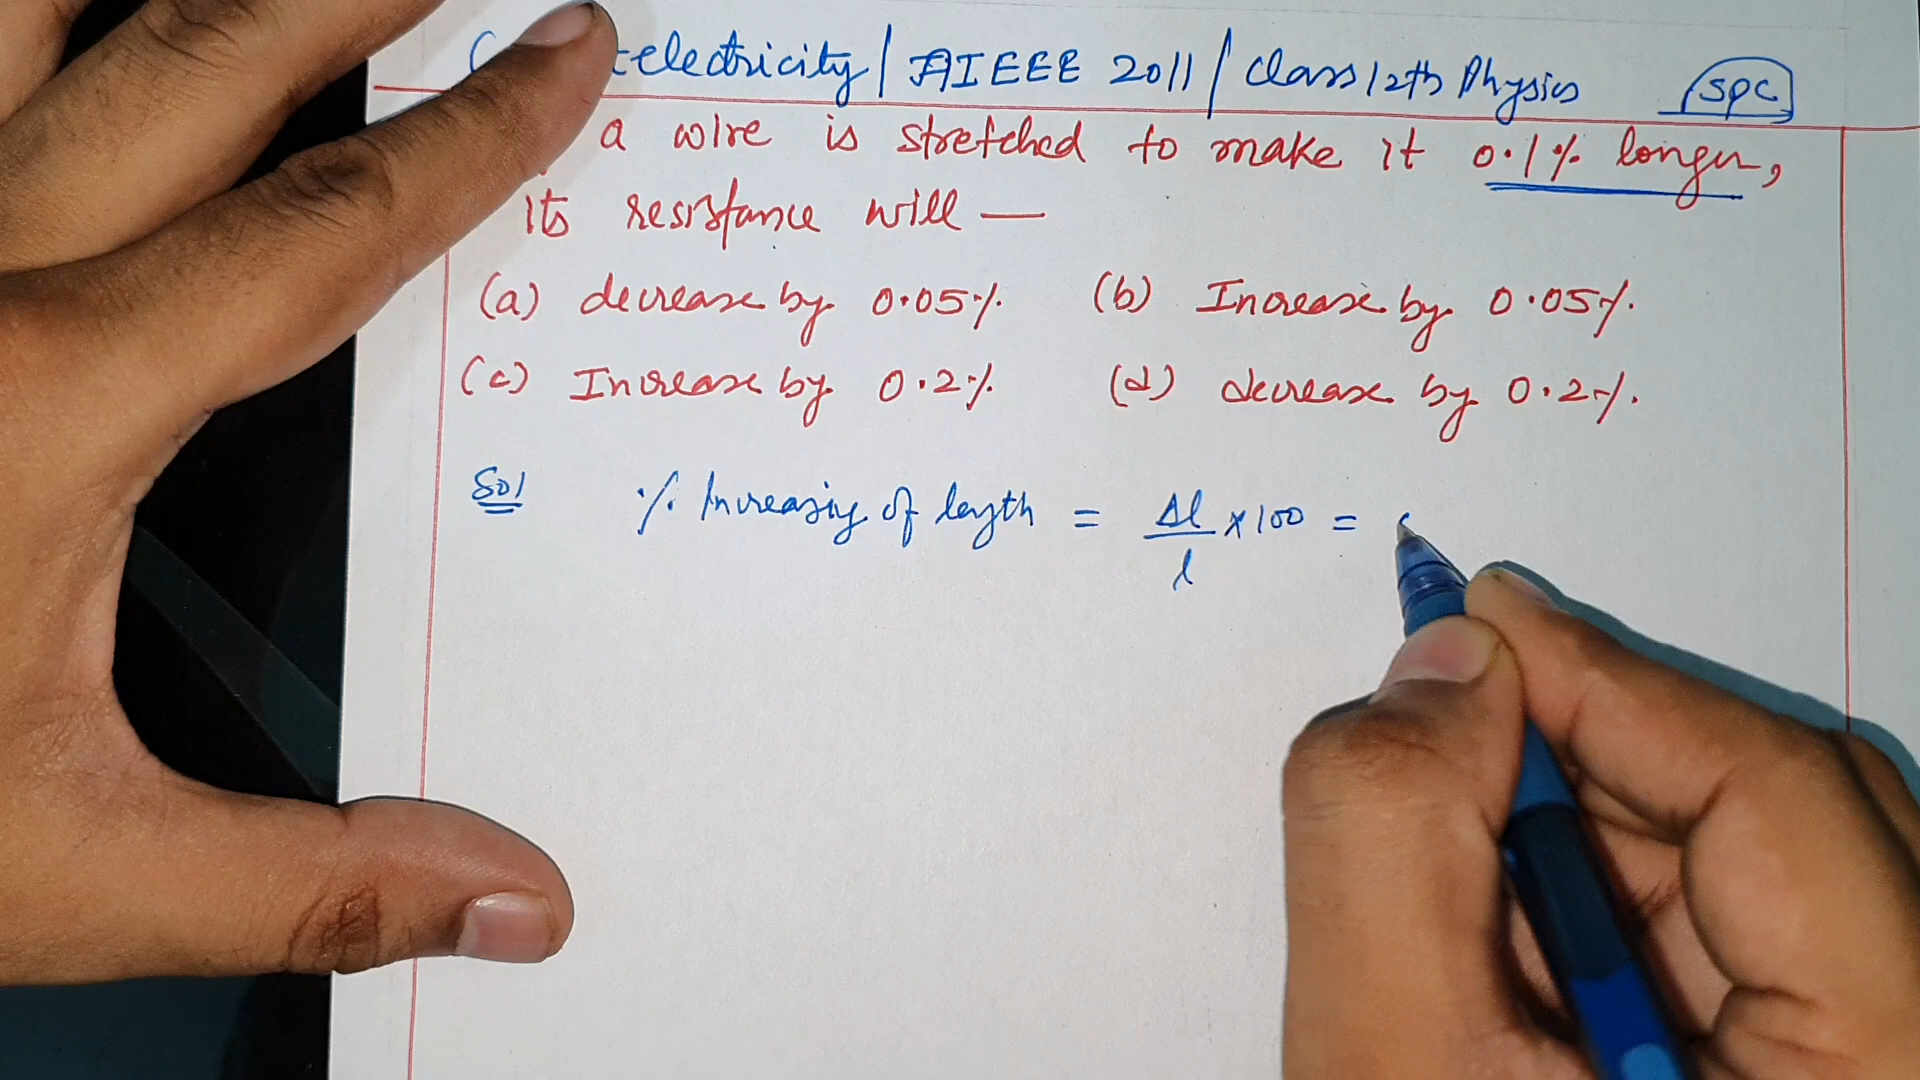 electricity | AIEEE 2011 | class 12th Physics SPC
a wire is stretched to make it 0.1% longer,
its resistance will —
(a) decrease by 0.05% (b) Increase by 0.05%.
(c) Increase by 0.2% (d) decrease by 0.2%.
Sol % Increasing of length = Δl/l × 100 =